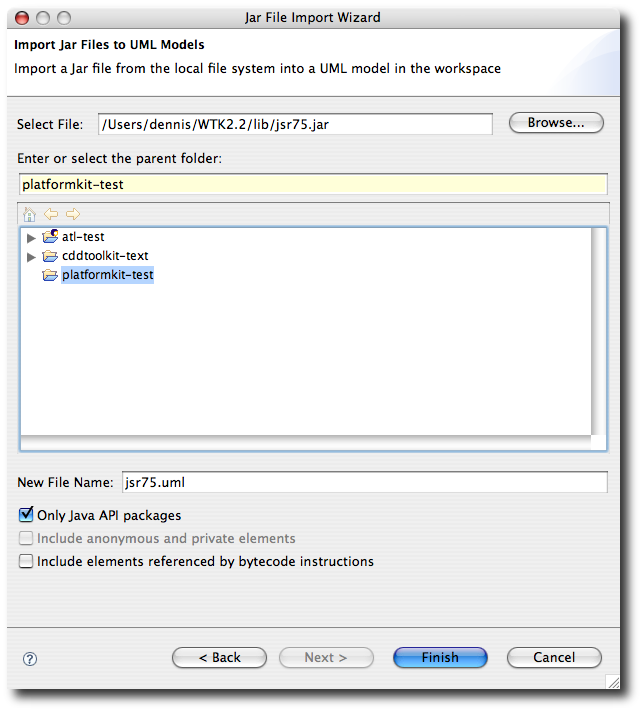 Jar File Import Wizard
Import Jar Files to UML Models
Import a Jar file from the local file system into a UML model in the workspace
Select File: /Users/dennis/WTK2.2/lib/jsr75.jar Browse...
Enter or select the parent folder:
platformkit-test
atl-test
cddtoolkit-text
platformkit-test
New File Name: jsr75.uml
Only Java API packages
Include anonymous and private elements
Include elements referenced by bytecode instructions
? < Back Next > Finish Cancel